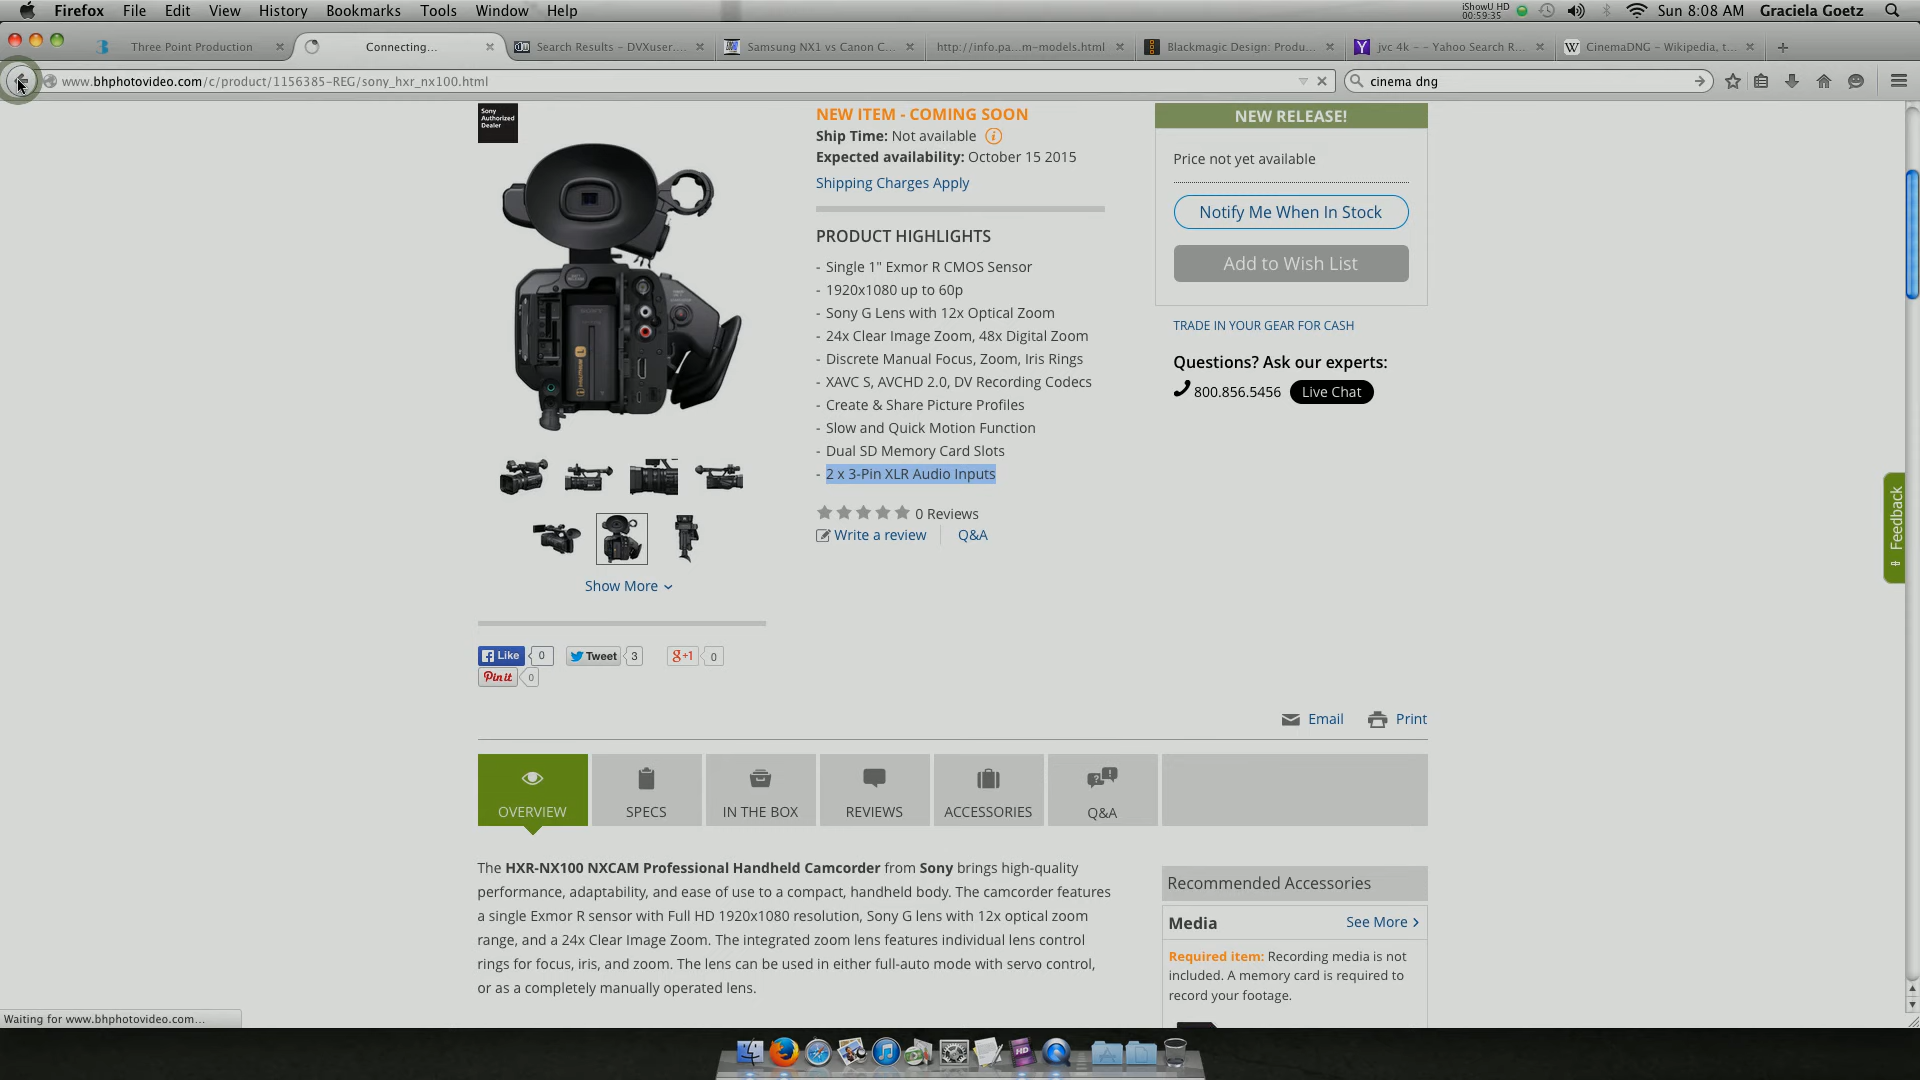 Firefox File Edit View History Bookmarks Tools Window Help iShowU HD 00:59:35 Sun 8:08 AM Graciela Goetz
Three Point Production
Connecting...
Search Results – DVXuser....
Samsung NX1 vs Canon C...
http://info.pa...m-models.html
Blackmagic Design: Produ...
jvc 4k - - Yahoo Search R...
CinemaDNG – Wikipedia, t...
www.bhphotovideo.com/c/product/1156385-REG/sony_hxr_nx100.html
cinema dng
Sony
Authorized
Dealer
NEW ITEM - COMING SOON
Ship Time: Not available
Expected availability: October 15 2015
Shipping Charges Apply
PRODUCT HIGHLIGHTS
- Single 1" Exmor R CMOS Sensor
- 1920x1080 up to 60p
- Sony G Lens with 12x Optical Zoom
- 24x Clear Image Zoom, 48x Digital Zoom
- Discrete Manual Focus, Zoom, Iris Rings
- XAVC S, AVCHD 2.0, DV Recording Codecs
- Create & Share Picture Profiles
- Slow and Quick Motion Function
- Dual SD Memory Card Slots
- 2 x 3-Pin XLR Audio Inputs
0 Reviews
Write a review
Q&A
NEW RELEASE!
Price not yet available
Notify Me When In Stock
Add to Wish List
TRADE IN YOUR GEAR FOR CASH
Questions? Ask our experts:
800.856.5456 Live Chat
Feedback
Show More
Like 0 Tweet 3 g+1 0
Pinit 0
Email Print
OVERVIEW
SPECS
IN THE BOX
REVIEWS
ACCESSORIES
Q&A
The HXR-NX100 NXCAM Professional Handheld Camcorder from Sony brings high-quality
performance, adaptability, and ease of use to a compact, handheld body. The camcorder features
a single Exmor R sensor with Full HD 1920x1080 resolution, Sony G lens with 12x optical zoom
range, and a 24x Clear Image Zoom. The integrated zoom lens features individual lens control
rings for focus, iris, and zoom. The lens can be used in either full-auto mode with servo control,
or as a completely manually operated lens.
Recommended Accessories
Media
See More >
Required item: Recording media is not
included. A memory card is required to
record your footage.
Waiting for www.bhphotovideo.com...
HD